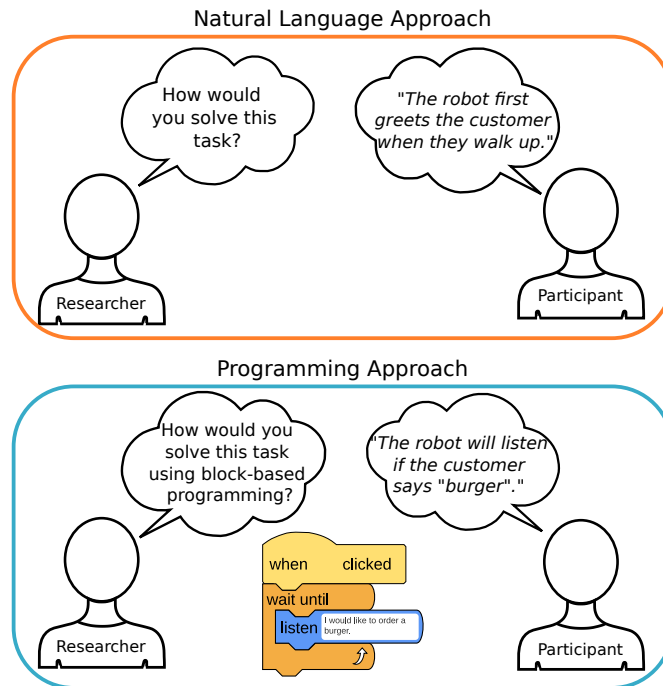 Natural Language Approach
How would
you solve this
task?
"The robot first
greets the customer
when they walk up."
Researcher
Participant
Programming Approach
How would you
solve this task
using block-based
programming?
"The robot will listen
if the customer
says "burger"."
when clicked
wait until
listen I would like to order a
burger.
Researcher
Participant